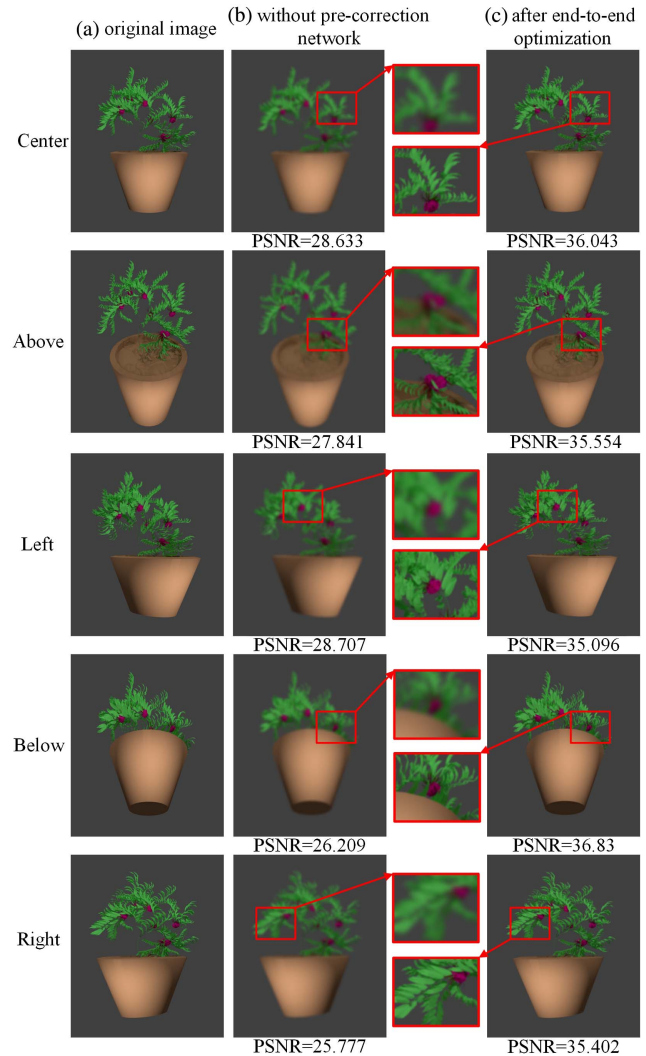 (a) original image
(b) without pre-correction
network
(c) after end-to-end
optimization
Center
PSNR=28.633
PSNR=36.043
Above
PSNR=27.841
PSNR=35.554
Left
PSNR=28.707
PSNR=35.096
Below
PSNR=26.209
PSNR=36.83
Right
PSNR=25.777
PSNR=35.402